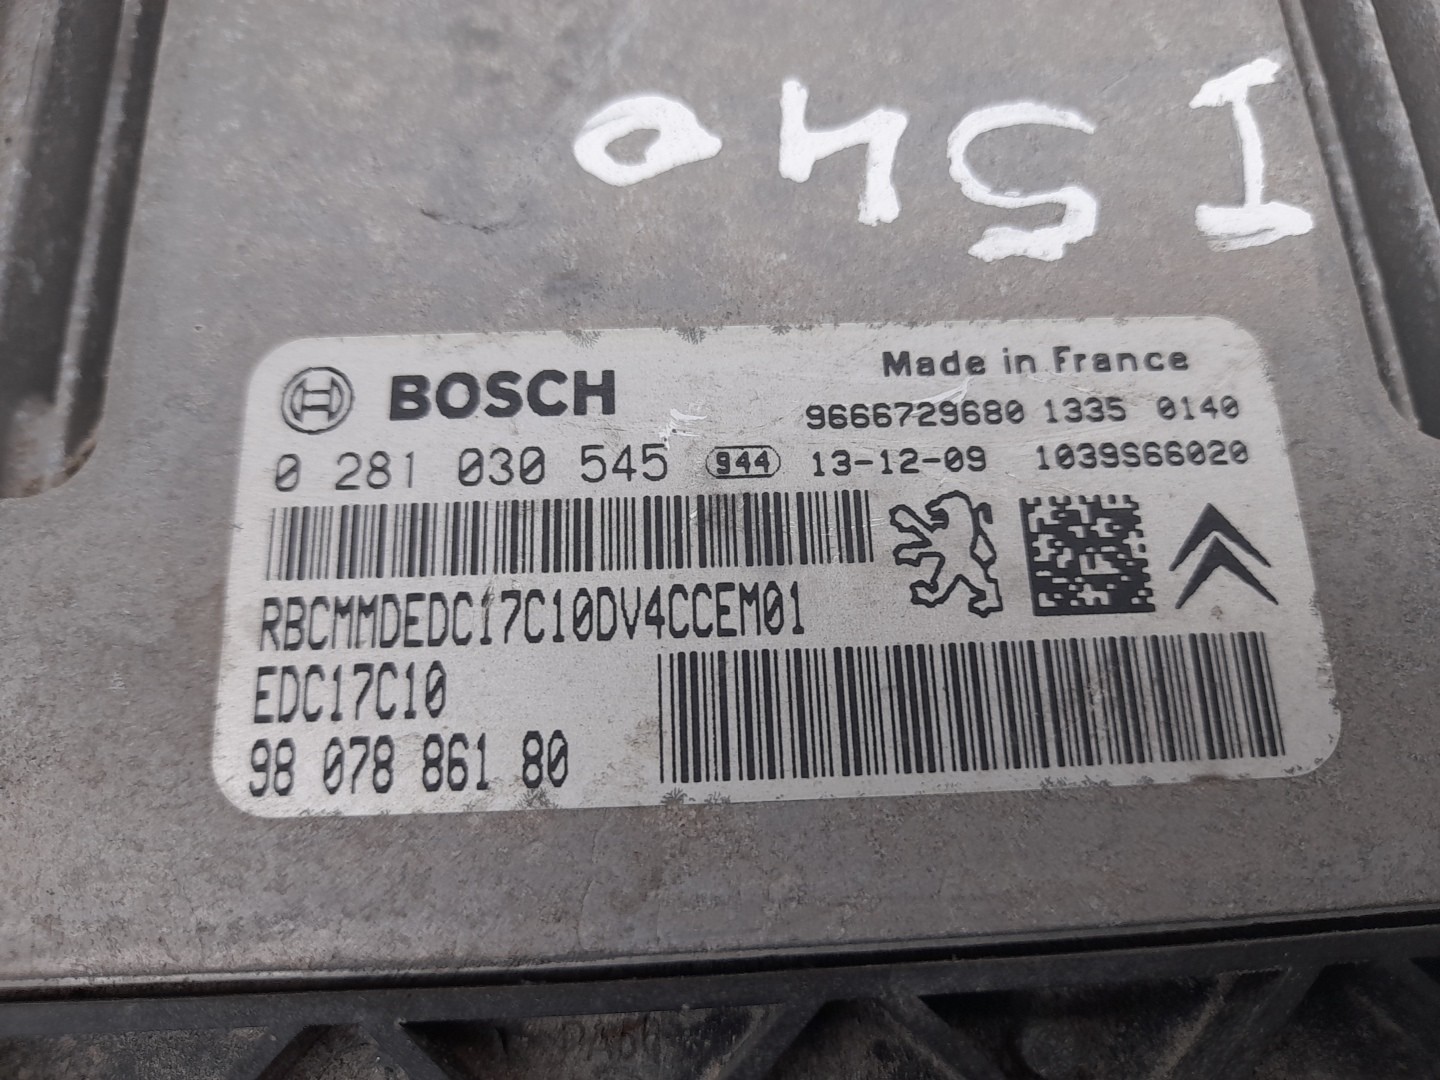 I540
BOSCH
Made in France
9666729680 1335 0140
0 281 030 545 944 13-12-09 1039S66020
RBCMMDEDC17C10DV4CCEM01
EDC17C10
98 078 861 80